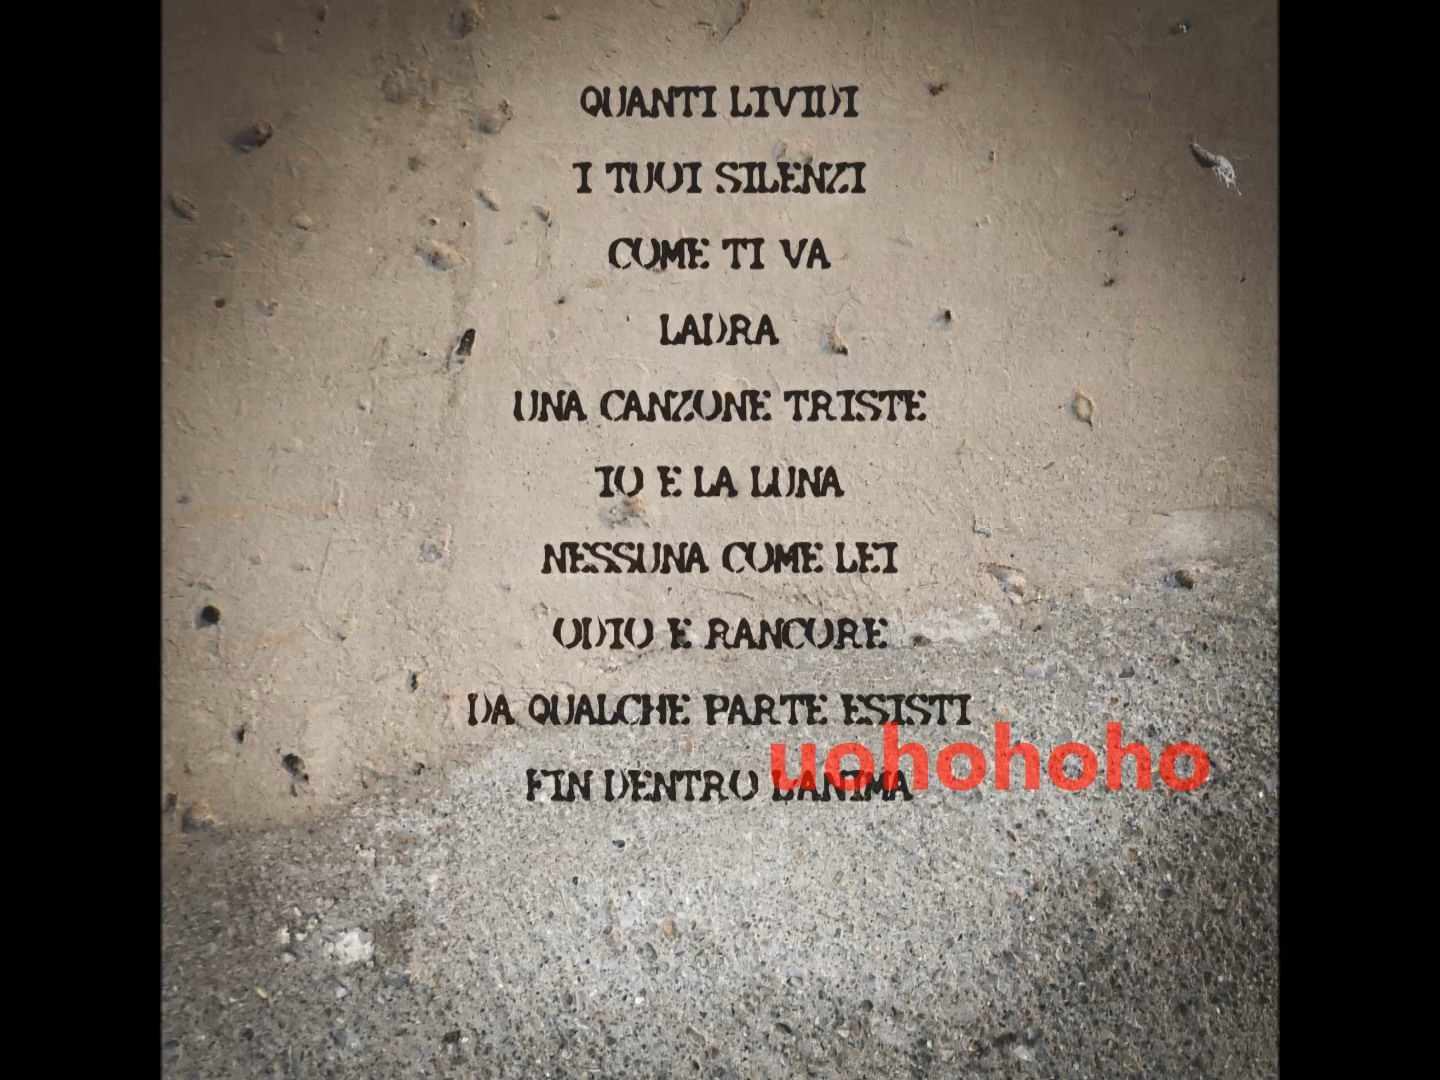 QUANTI LIVIDI
I TUOI SILENZI
COME TI VA
LADRA
UNA CANZONE TRISTE
IO E LA LUNA
NESSUNA COME LEI
ODIO E RANCORE
DA QUALCHE PARTE ESISTI
uohohoho
FIN DENTRO L'ANIMA